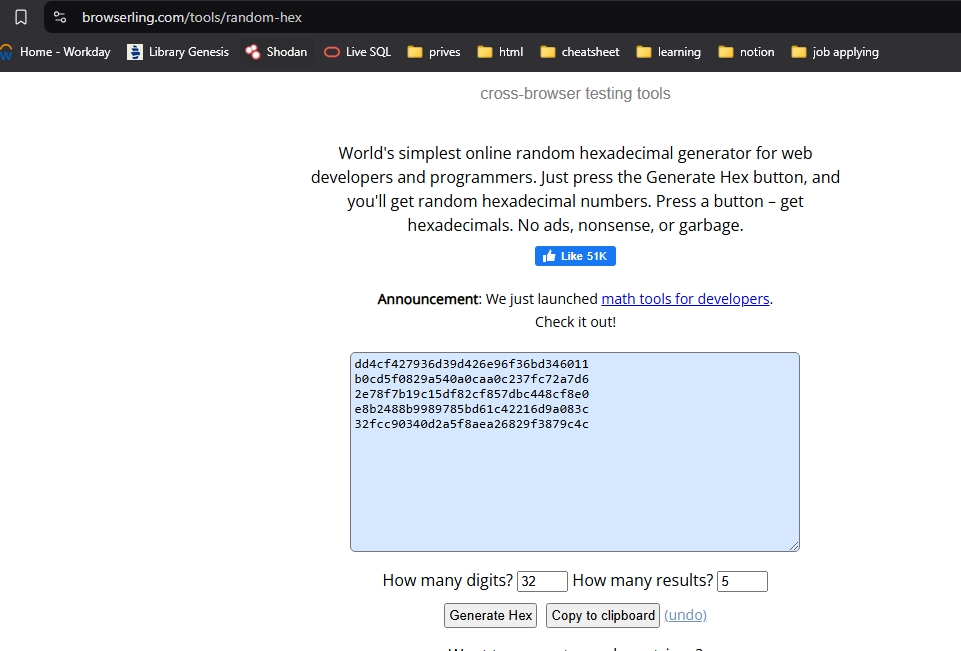 browserling.com/tools/random-hex
Home - Workday Library Genesis Shodan Live SQL prives html cheatsheet learning notion job applying
cross-browser testing tools
World's simplest online random hexadecimal generator for web
developers and programmers. Just press the Generate Hex button, and
you'll get random hexadecimal numbers. Press a button – get
hexadecimals. No ads, nonsense, or garbage.
Like 51K
Announcement: We just launched math tools for developers.
Check it out!
dd4cf427936d39d426e96f36bd346011
b0cd5f0829a540a0caa0c237fc72a7d6
2e78f7b19c15df82cf857dbc448cf8e0
e8b2488b9989785bd61c42216d9a083c
32fcc90340d2a5f8aea26829f3879c4c
How many digits? 32 How many results? 5
Generate Hex Copy to clipboard (undo)